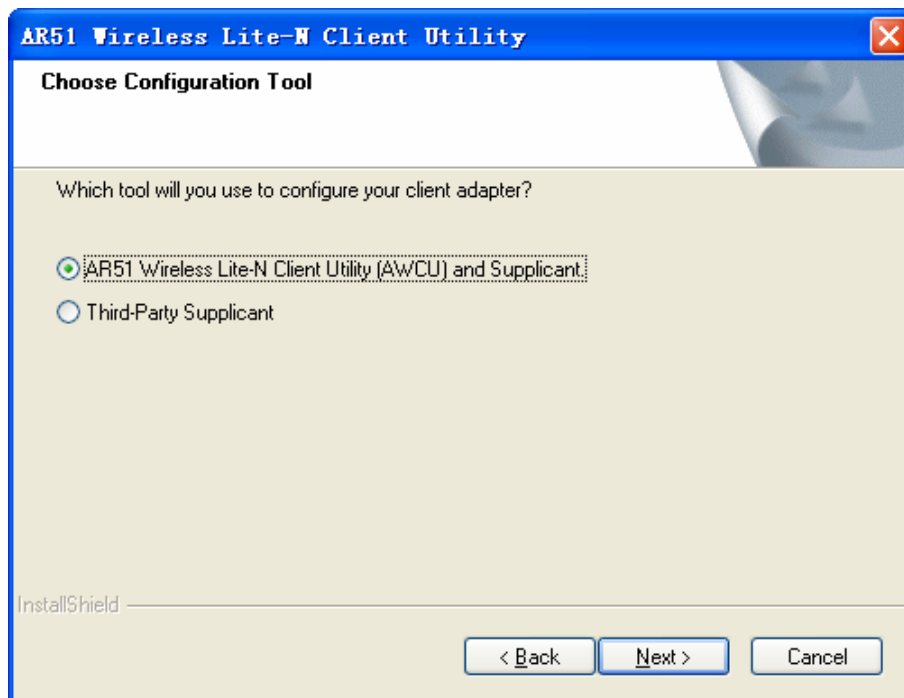 AR51 Wireless Lite-N Client Utility
Choose Configuration Tool
Which tool will you use to configure your client adapter?
AR51 Wireless Lite-N Client Utility (AWCU) and Supplicant.
Third-Party Supplicant
InstallShield
< Back
Next >
Cancel